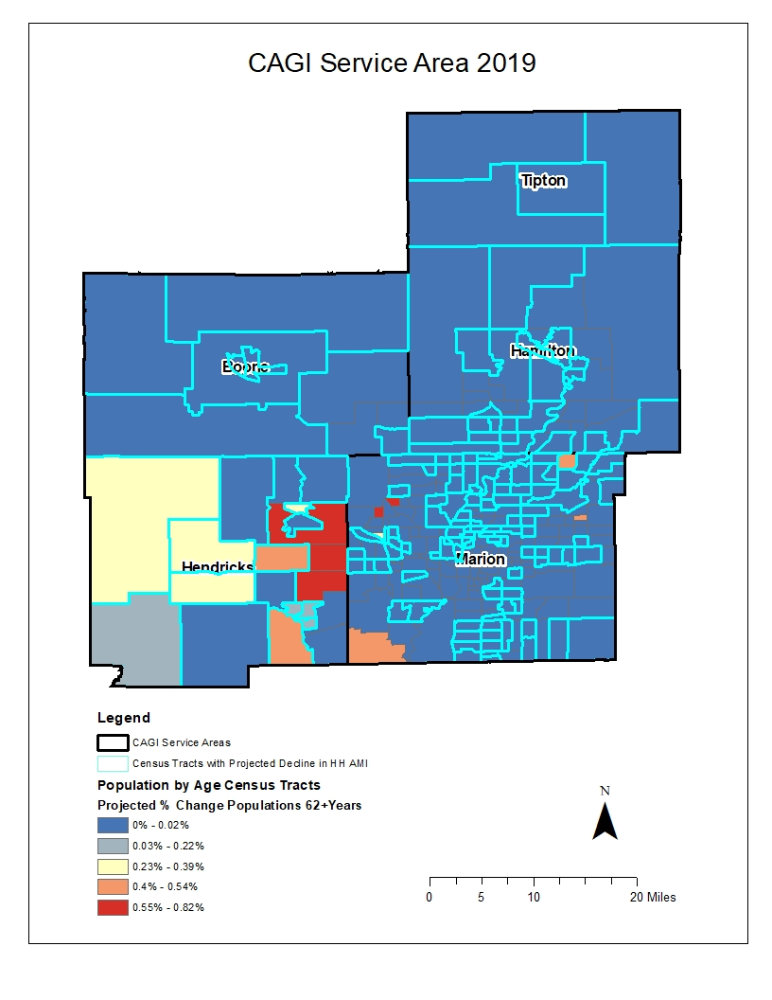 CAGI Service Area 2019
Tipton
Hamilton
Boone
Hendricks
Marion
Legend
CAGI Service Areas
Census Tracts with Projected Decline in HH AMI
Population by Age Census Tracts
Projected % Change Populations 62+Years
0% - 0.02%
0.03% - 0.22%
0.23% - 0.39%
0.4% - 0.54%
0.55% - 0.82%
N
0 5 10 20 Miles